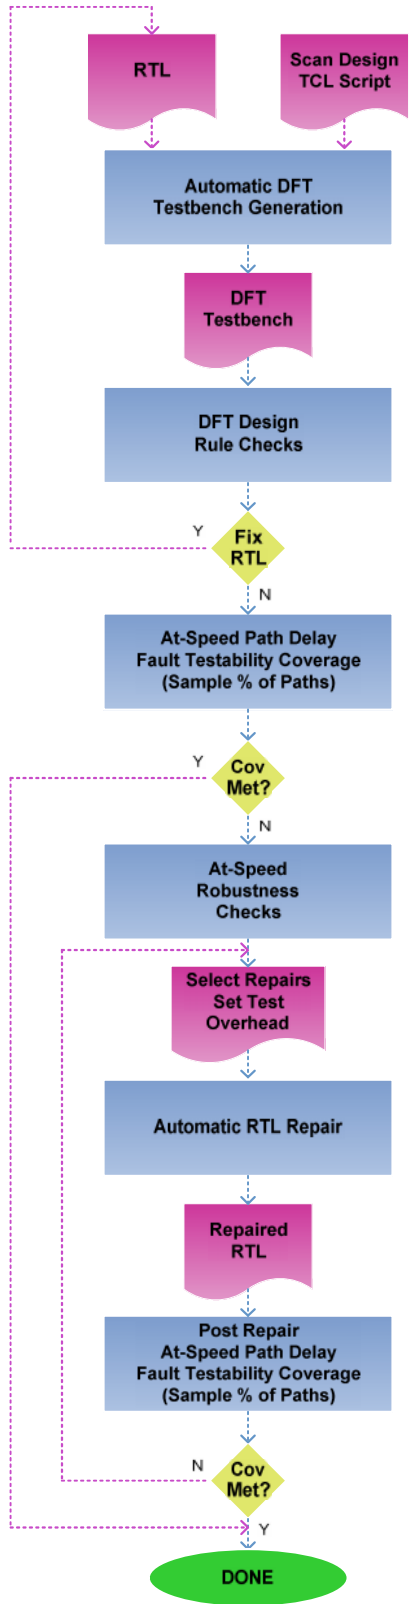 RTL
Scan Design
TCL Script
Automatic DFT
Testbench Generation
DFT
Testbench
DFT Design
Rule Checks
Y
Fix
RTL
N
At-Speed Path Delay
Fault Testability Coverage
(Sample % of Paths)
Y
Cov
Met?
N
At-Speed
Robustness
Checks
Select Repairs
Set Test
Overhead
Automatic RTL Repair
Repaired
RTL
Post Repair
At-Speed Path Delay
Fault Testability Coverage
(Sample % of Paths)
N
Cov
Met?
Y
DONE